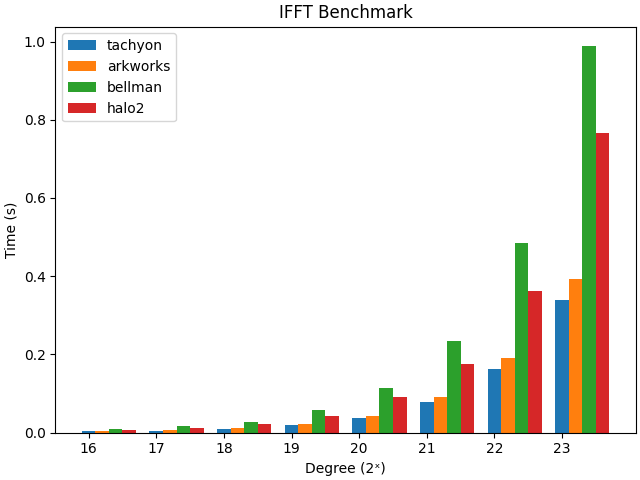 IFFT Benchmark
tachyon
arkworks
bellman
halo2
1.0
0.8
0.6
0.4
0.2
0.0
Time (s)
16 17 18 19 20 21 22 23
Degree (2ˣ)